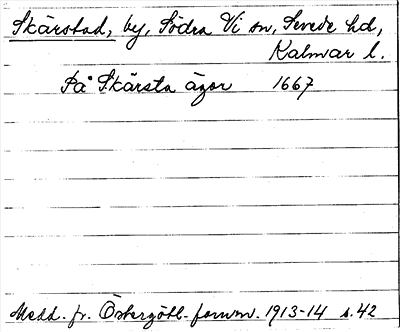 Skärstad, by, Södra Vi sn, Sevede hd,
Kalmar l.
På Skärsta ägor 1667
Medd. fr. Östergötl. fornm. 1913-14 s. 42